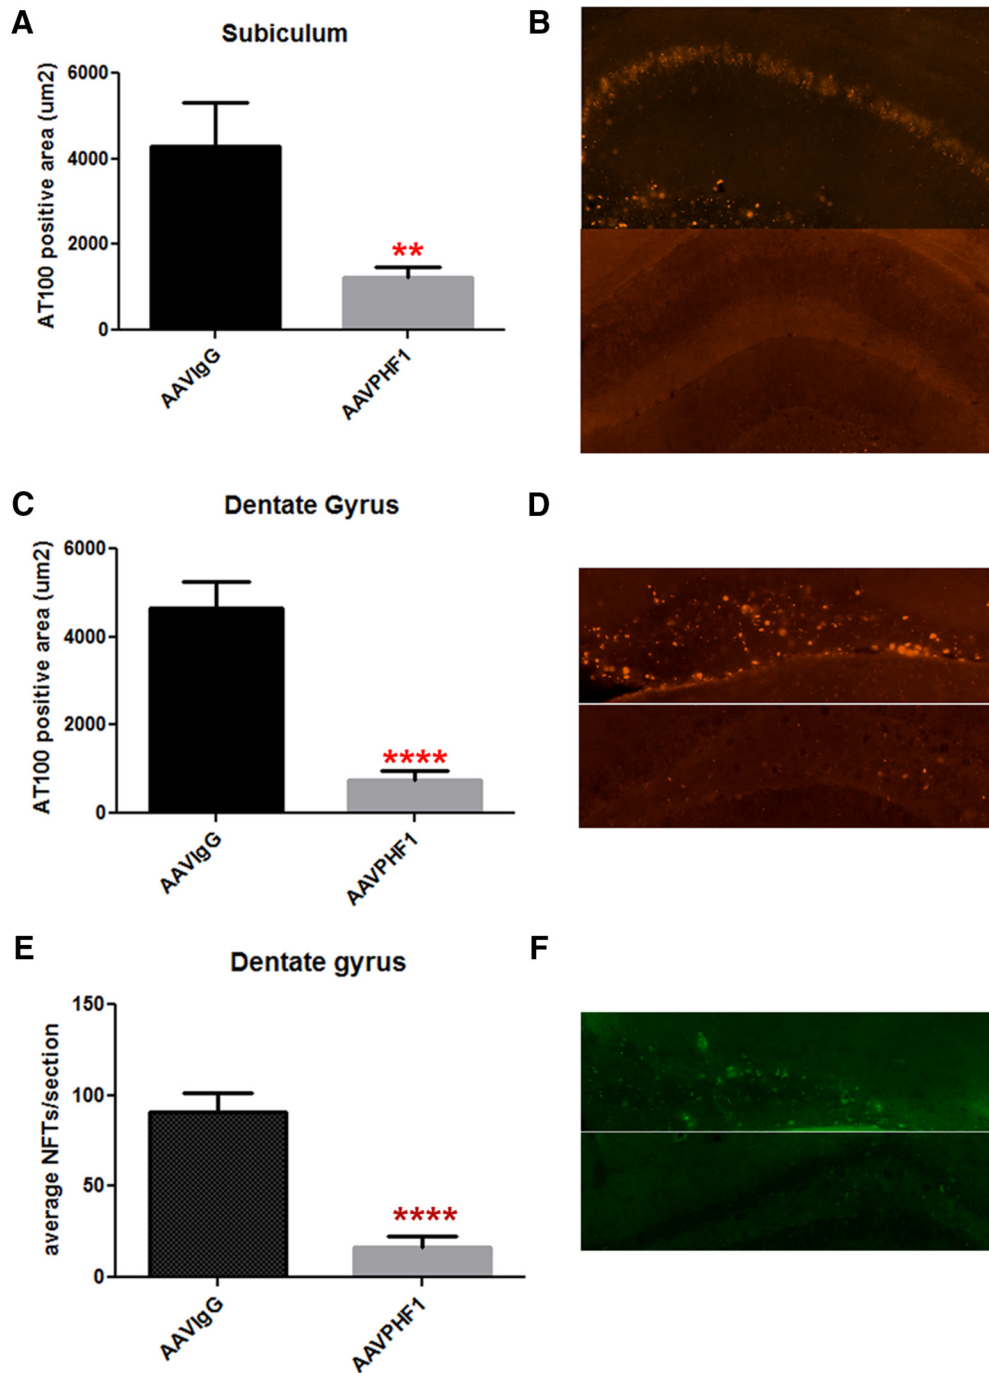 A
Subiculum
B
AT100 positive area (um2)
6000
4000
2000
0
**
AAVIgG
AAVPHF1
C
Dentate Gyrus
D
AT100 positive area (um2)
6000
4000
2000
0
****
AAVIgG
AAVPHF1
E
Dentate gyrus
F
average NFTs/section
150
100
50
0
****
AAVIgG
AAVPHF1